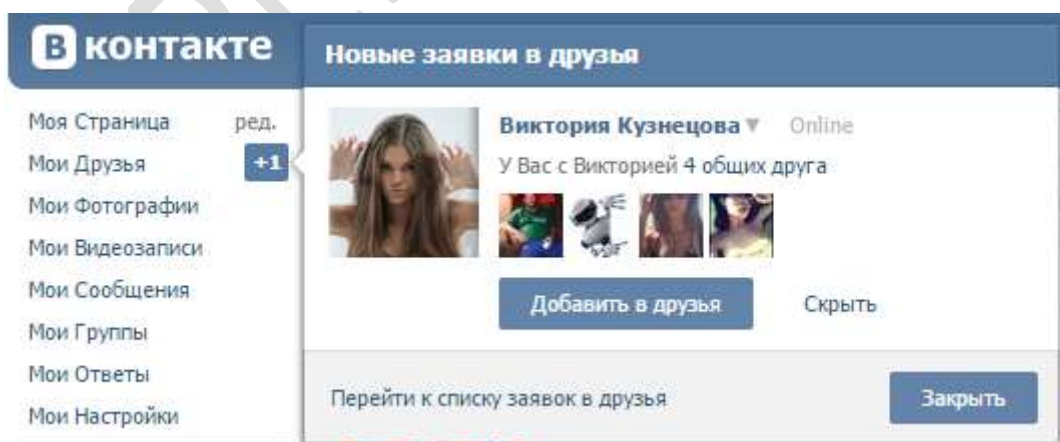 В контакте
Новые заявки в друзья
Моя Страница ред.
Мои Друзья +1
Мои Фотографии
Мои Видеозаписи
Мои Сообщения
Мои Группы
Мои Ответы
Мои Настройки
Виктория Кузнецова Online
У Вас с Викторией 4 общих друга
Добавить в друзья Скрыть
Перейти к списку заявок в друзья Закрыть